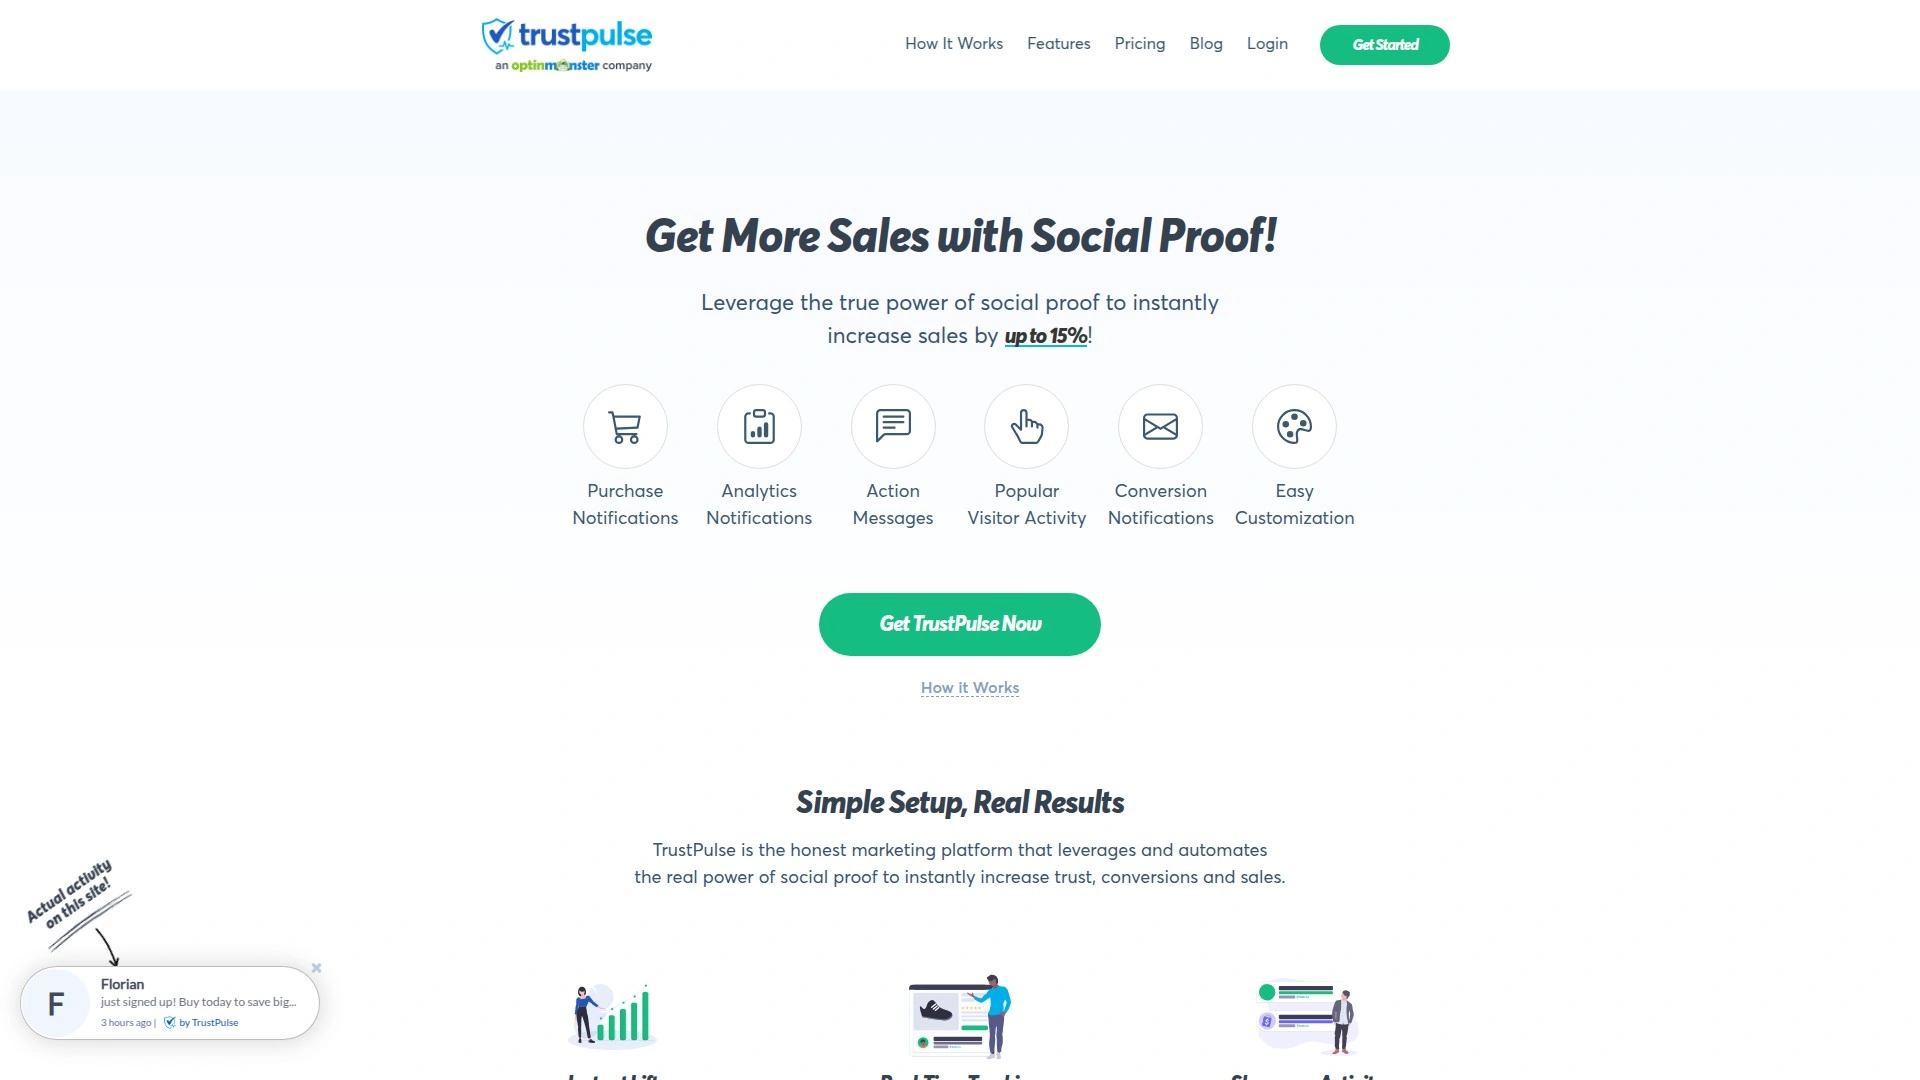 trustpulse
an optinmonster company
How It Works
Features
Pricing
Blog
Login
Get Started
Get More Sales with Social Proof!
Leverage the true power of social proof to instantly
increase sales by up to 15%!
Purchase
Notifications
Analytics
Notifications
Action
Messages
Popular
Visitor Activity
Conversion
Notifications
Easy
Customization
Get TrustPulse Now
How it Works
Simple Setup, Real Results
TrustPulse is the honest marketing platform that leverages and automates
the real power of social proof to instantly increase trust, conversions and sales.
Actual activity
on this site!
F
Florian
just signed up! Buy today to save big...
3 hours ago | by TrustPulse